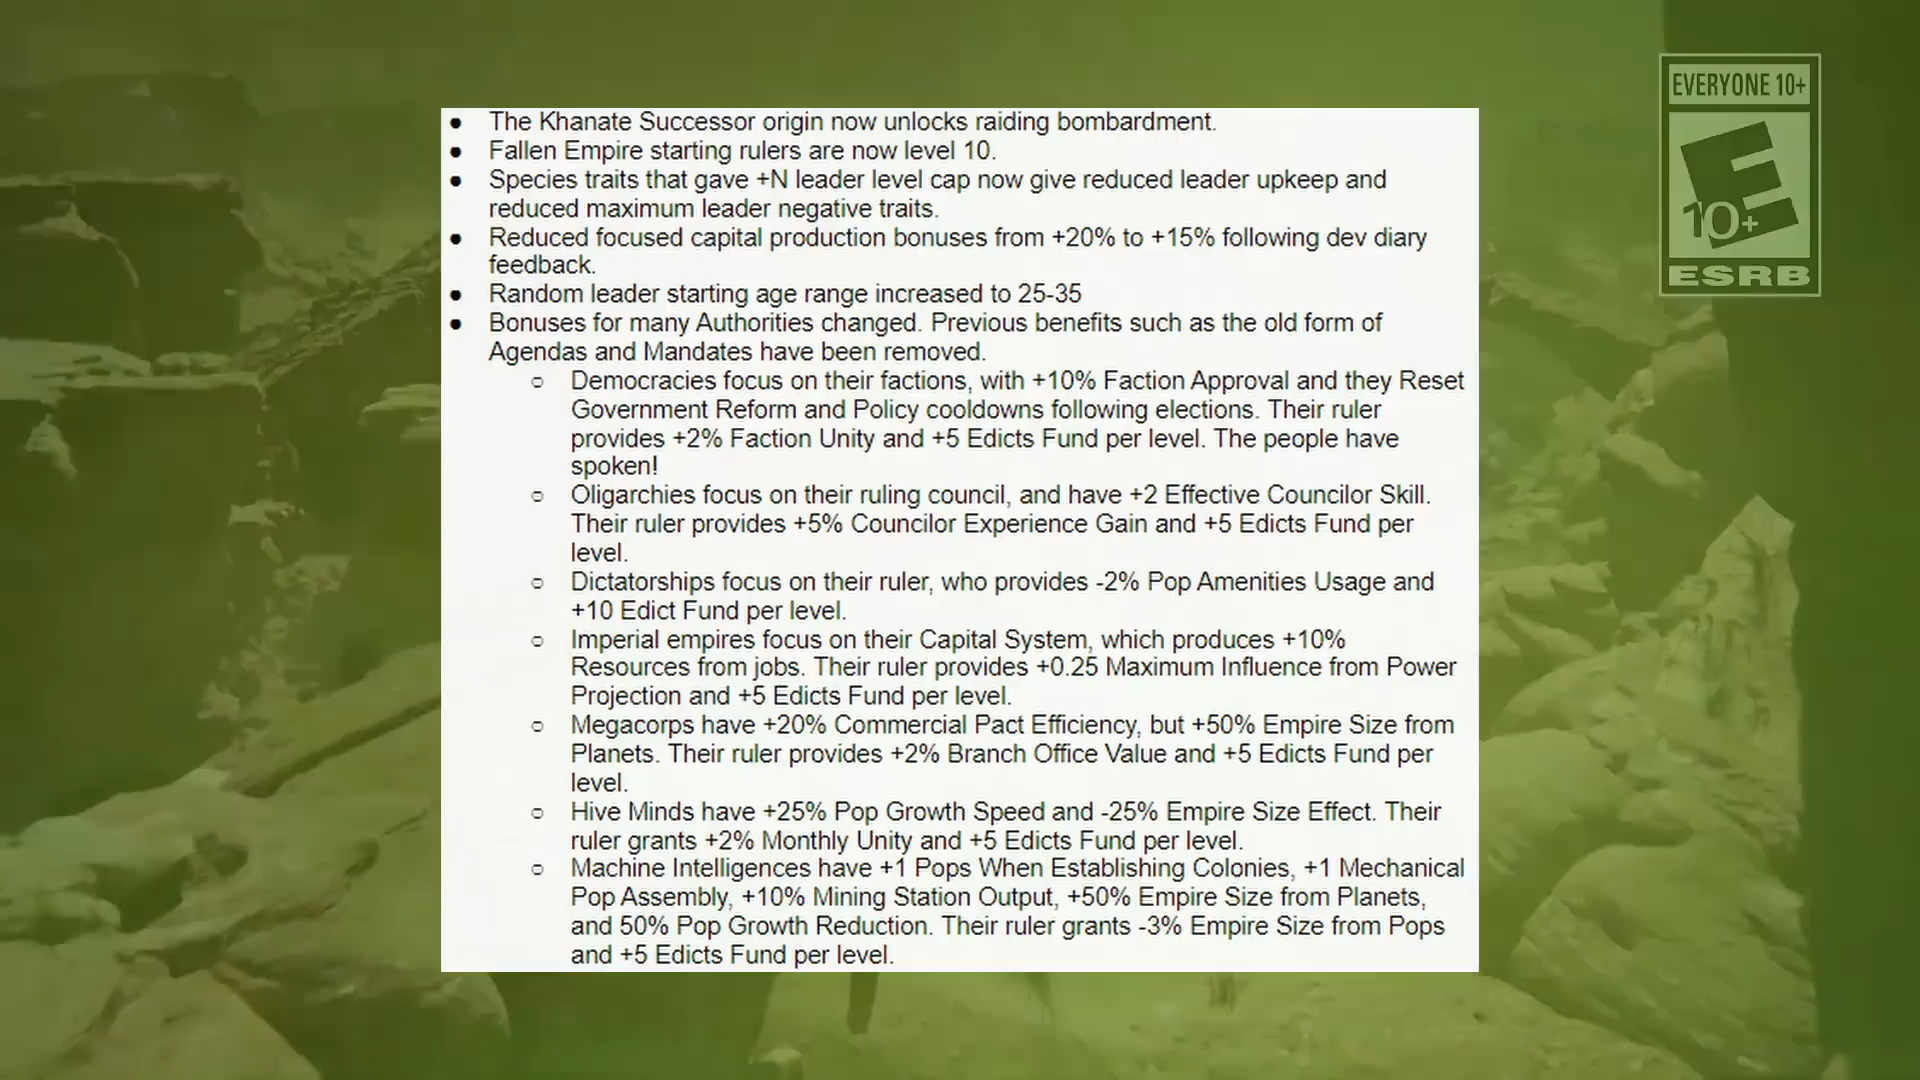 ● The Khanate Successor origin now unlocks raiding bombardment.
● Fallen Empire starting rulers are now level 10.
● Species traits that gave +N leader level cap now give reduced leader upkeep and
reduced maximum leader negative traits.
● Reduced focused capital production bonuses from +20% to +15% following dev diary
feedback.
● Random leader starting age range increased to 25-35
● Bonuses for many Authorities changed. Previous benefits such as the old form of
Agendas and Mandates have been removed.
○ Democracies focus on their factions, with +10% Faction Approval and they Reset
Government Reform and Policy cooldowns following elections. Their ruler
provides +2% Faction Unity and +5 Edicts Fund per level. The people have
spoken!
○ Oligarchies focus on their ruling council, and have +2 Effective Councilor Skill.
Their ruler provides +5% Councilor Experience Gain and +5 Edicts Fund per
level.
○ Dictatorships focus on their ruler, who provides -2% Pop Amenities Usage and
+10 Edict Fund per level.
○ Imperial empires focus on their Capital System, which produces +10%
Resources from jobs. Their ruler provides +0.25 Maximum Influence from Power
Projection and +5 Edicts Fund per level.
○ Megacorps have +20% Commercial Pact Efficiency, but +50% Empire Size from
Planets. Their ruler provides +2% Branch Office Value and +5 Edicts Fund per
level.
○ Hive Minds have +25% Pop Growth Speed and -25% Empire Size Effect. Their
ruler grants +2% Monthly Unity and +5 Edicts Fund per level.
○ Machine Intelligences have +1 Pops When Establishing Colonies, +1 Mechanical
Pop Assembly, +10% Mining Station Output, +50% Empire Size from Planets,
and 50% Pop Growth Reduction. Their ruler grants -3% Empire Size from Pops
and +5 Edicts Fund per level.
EVERYONE 10+
E
10+
ESRB